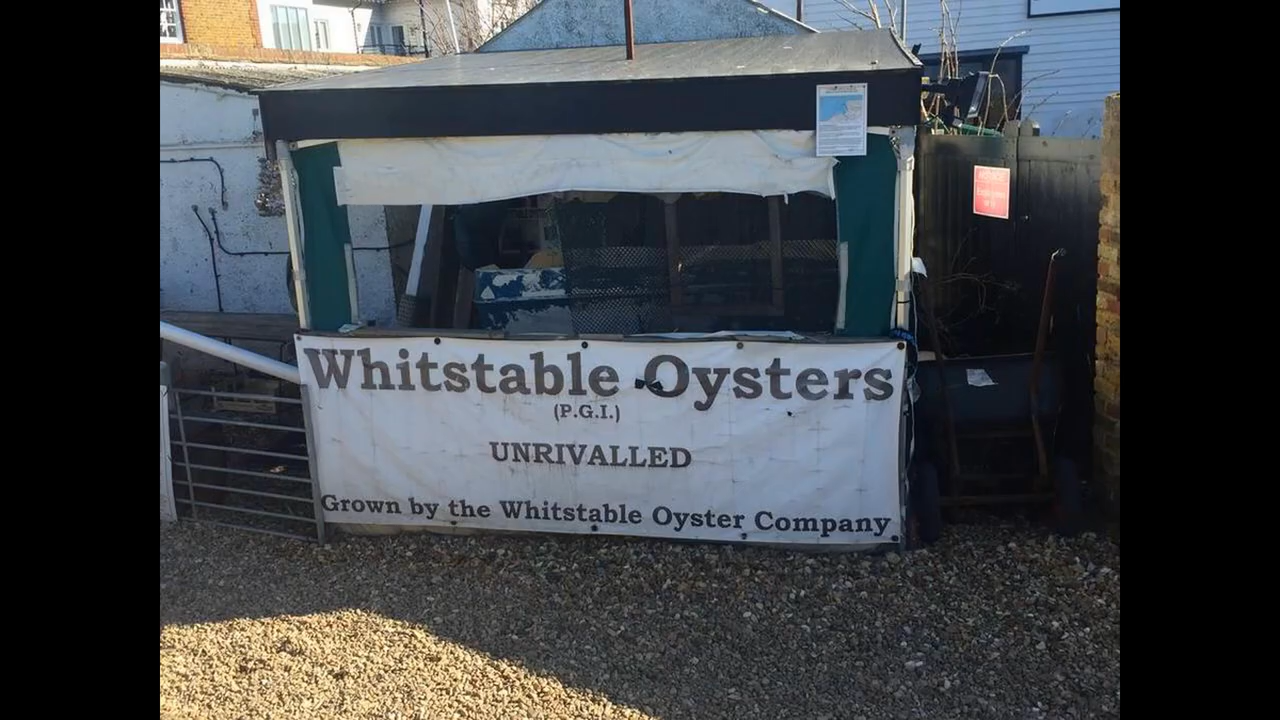 Whitstable Oysters
(P.G.I.)
UNRIVALLED
Grown by the Whitstable Oyster Company